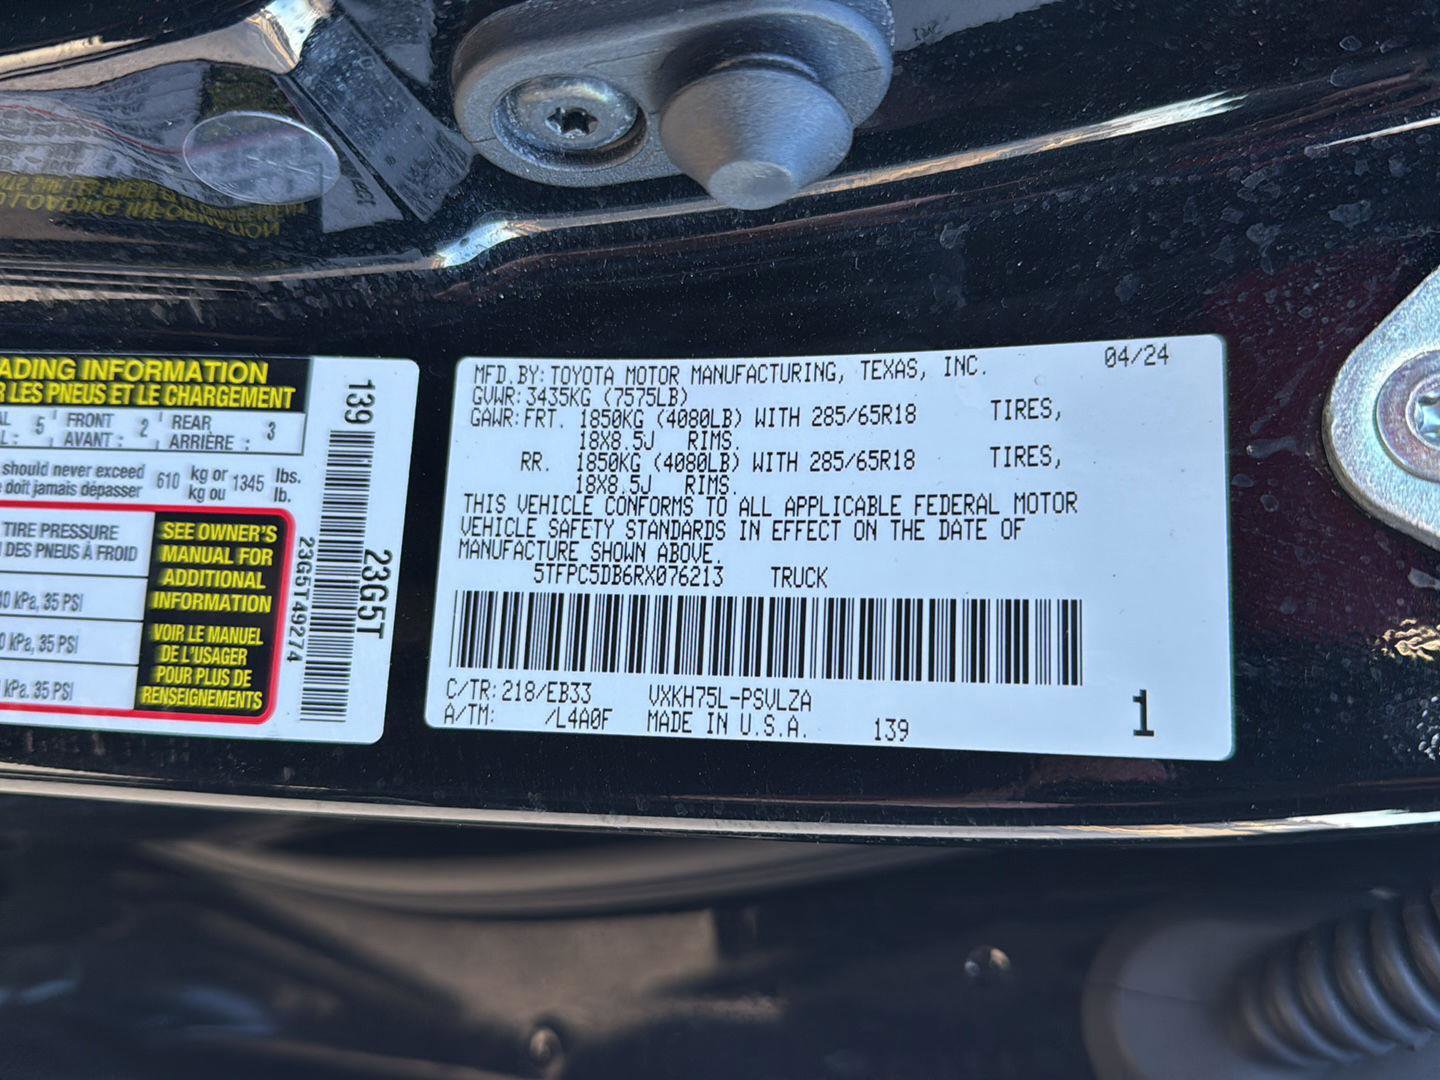 ADING INFORMATION
R LES PNEUS ET LE CHARGEMENT
AL 5 FRONT 2 REAR 3
L : AVANT : ARRIÈRE :
should never exceed 610 kg or 1345 lbs.
e doit jamais dépasser kg ou lb.
TIRE PRESSURE
DES PNEUS À FROID
kPa, 35 PSI
kPa, 35 PSI
kPa, 35 PSI
SEE OWNER'S
MANUAL FOR
ADDITIONAL
INFORMATION
VOIR LE MANUEL
DE L'USAGER
POUR PLUS DE
RENSEIGNEMENTS
139
23G5T
23G5T49274
MFD.BY: TOYOTA MOTOR MANUFACTURING, TEXAS, INC. 04/24
GVWR: 3435KG (7575LB)
GAWR: FRT. 1850KG (4080LB) WITH 285/65R18 TIRES,
18X8.5J RIMS.
RR. 1850KG (4080LB) WITH 285/65R18 TIRES,
18X8.5J RIMS.
THIS VEHICLE CONFORMS TO ALL APPLICABLE FEDERAL MOTOR
VEHICLE SAFETY STANDARDS IN EFFECT ON THE DATE OF
MANUFACTURE SHOWN ABOVE.
5TFPC5DB6RX076213 TRUCK
C/TR: 218/EB33 VXKH75L-PSVLZA
A/TM: /L4A0F MADE IN U.S.A. 139
1